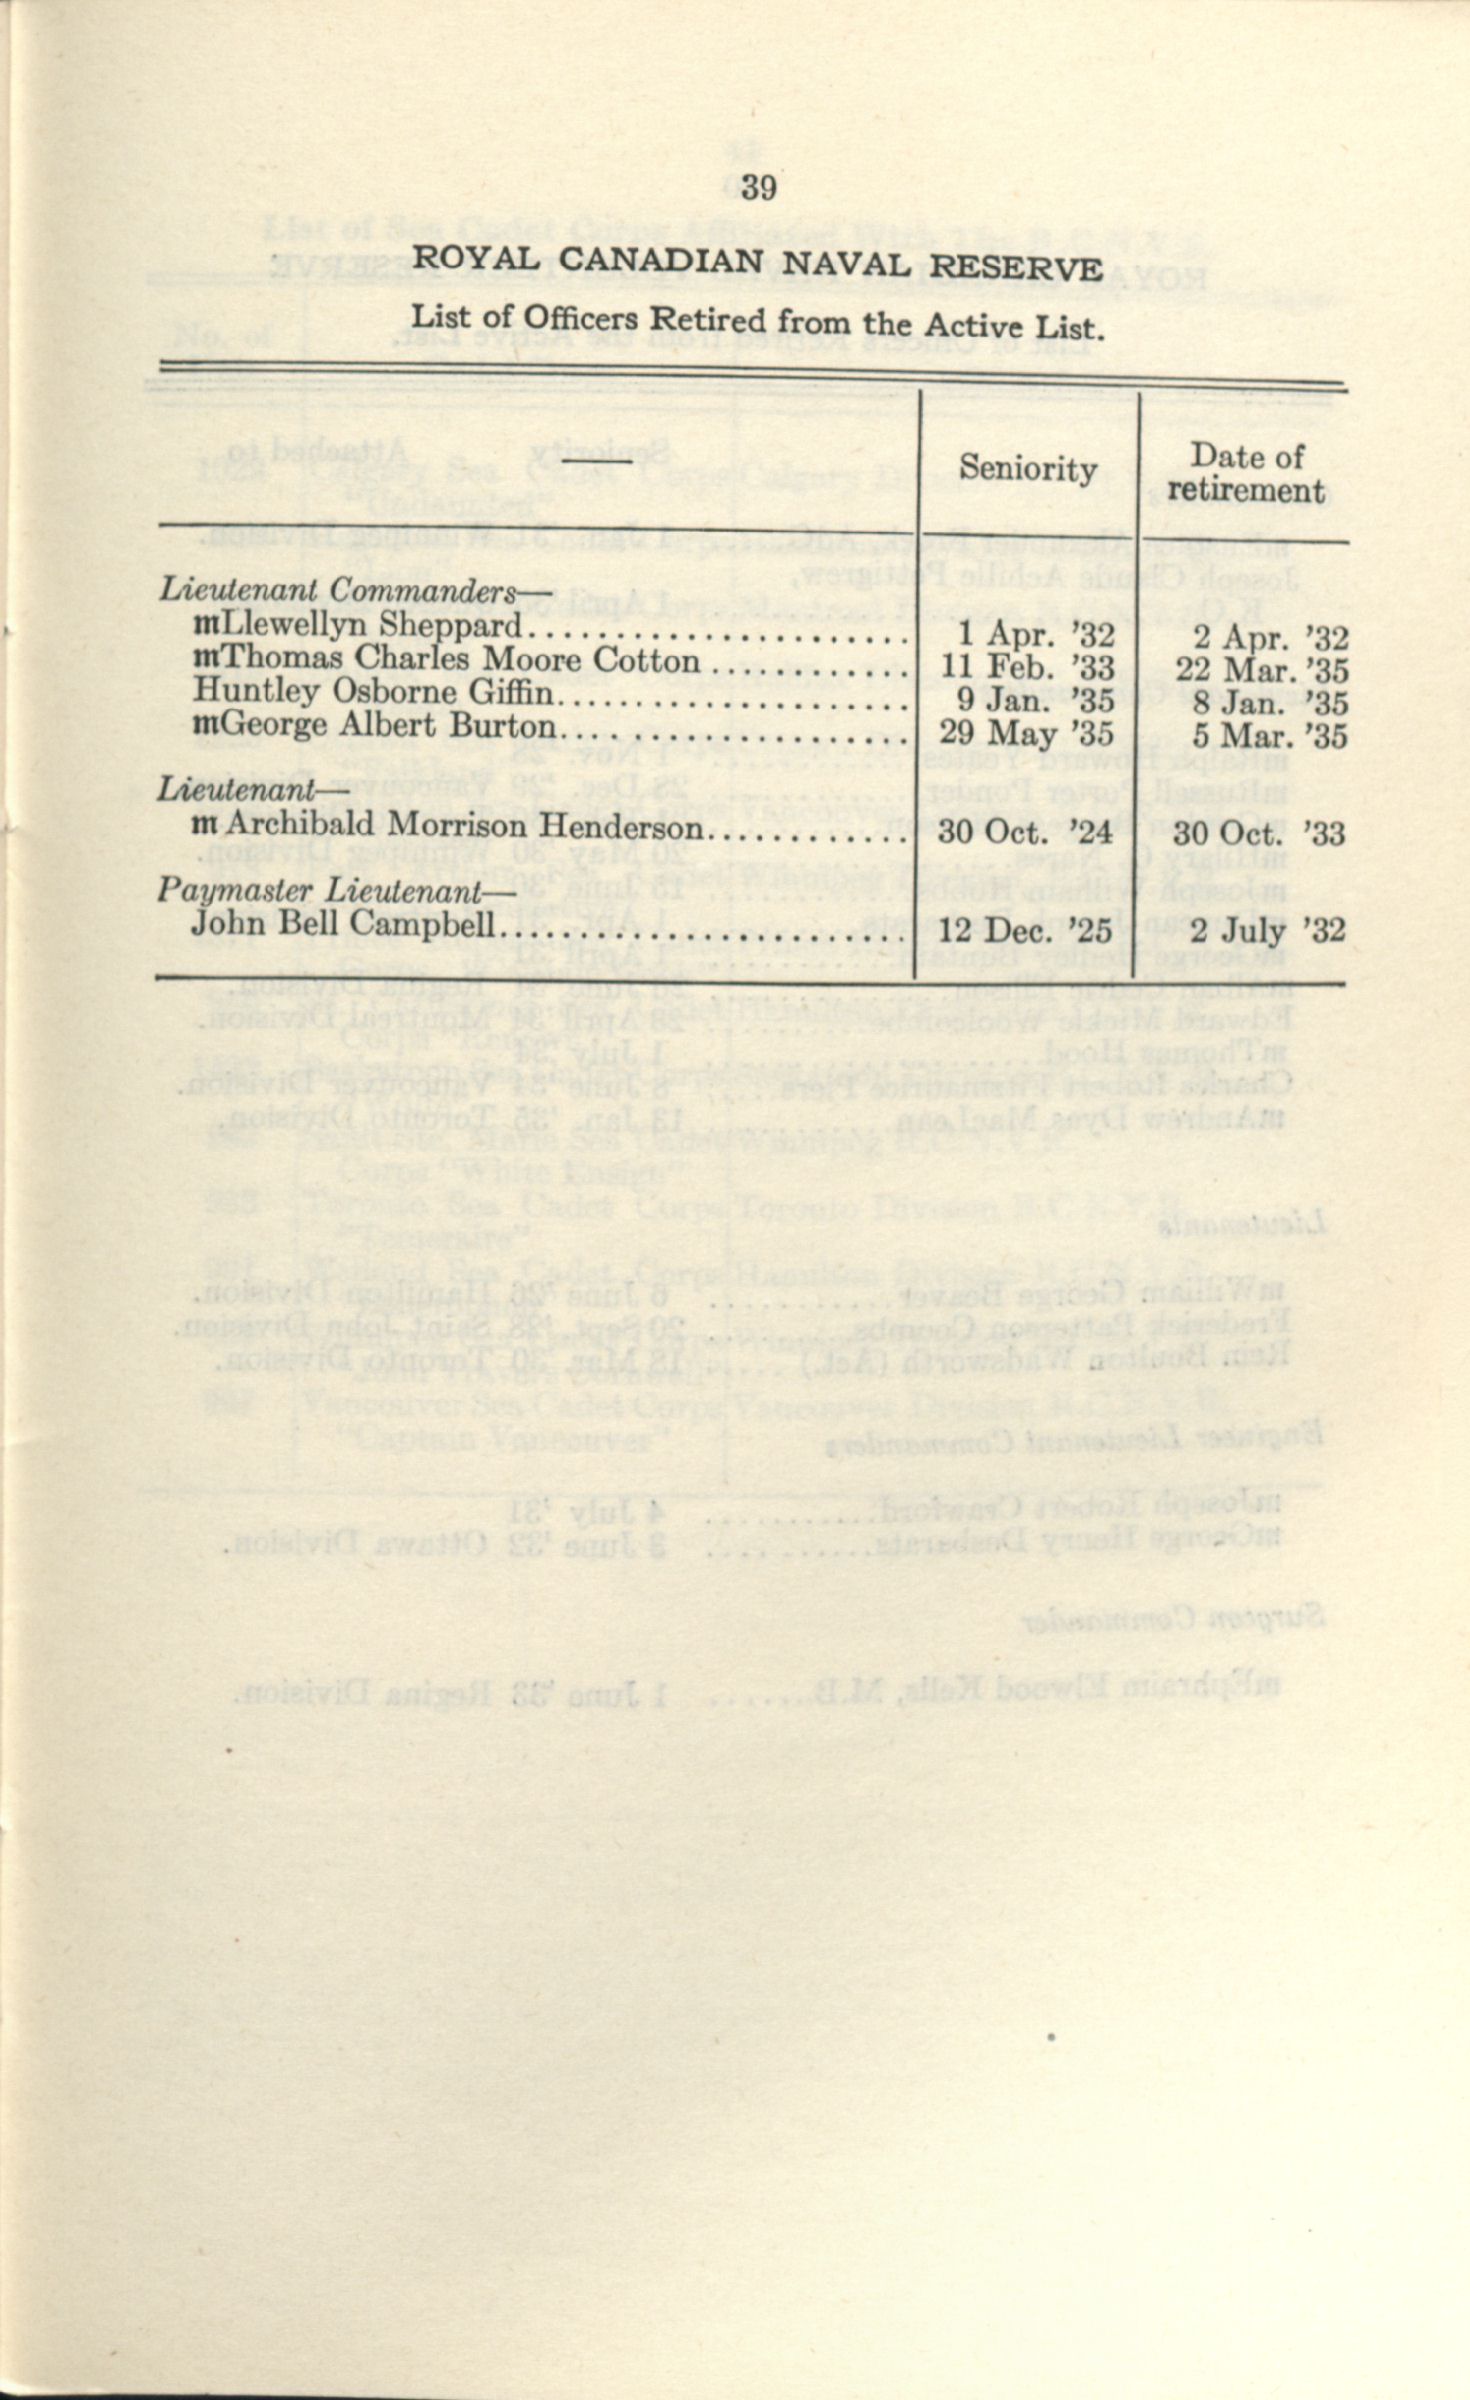 39
ROYAL CANADIAN NAVAL RESERVE
List of Officers Retired from the Active List.
— Seniority Date of retirement
Lieutenant Commanders—
mLlewellyn Sheppard........................ 1 Apr. '32 2 Apr. '32
mThomas Charles Moore Cotton ............. 11 Feb. '33 22 Mar. '35
Huntley Osborne Giffin...................... 9 Jan. '35 8 Jan. '35
mGeorge Albert Burton...................... 29 May '35 5 Mar. '35
Lieutenant—
m Archibald Morrison Henderson............. 30 Oct. '24 30 Oct. '33
Paymaster Lieutenant—
John Bell Campbell.......................... 12 Dec. '25 2 July '32